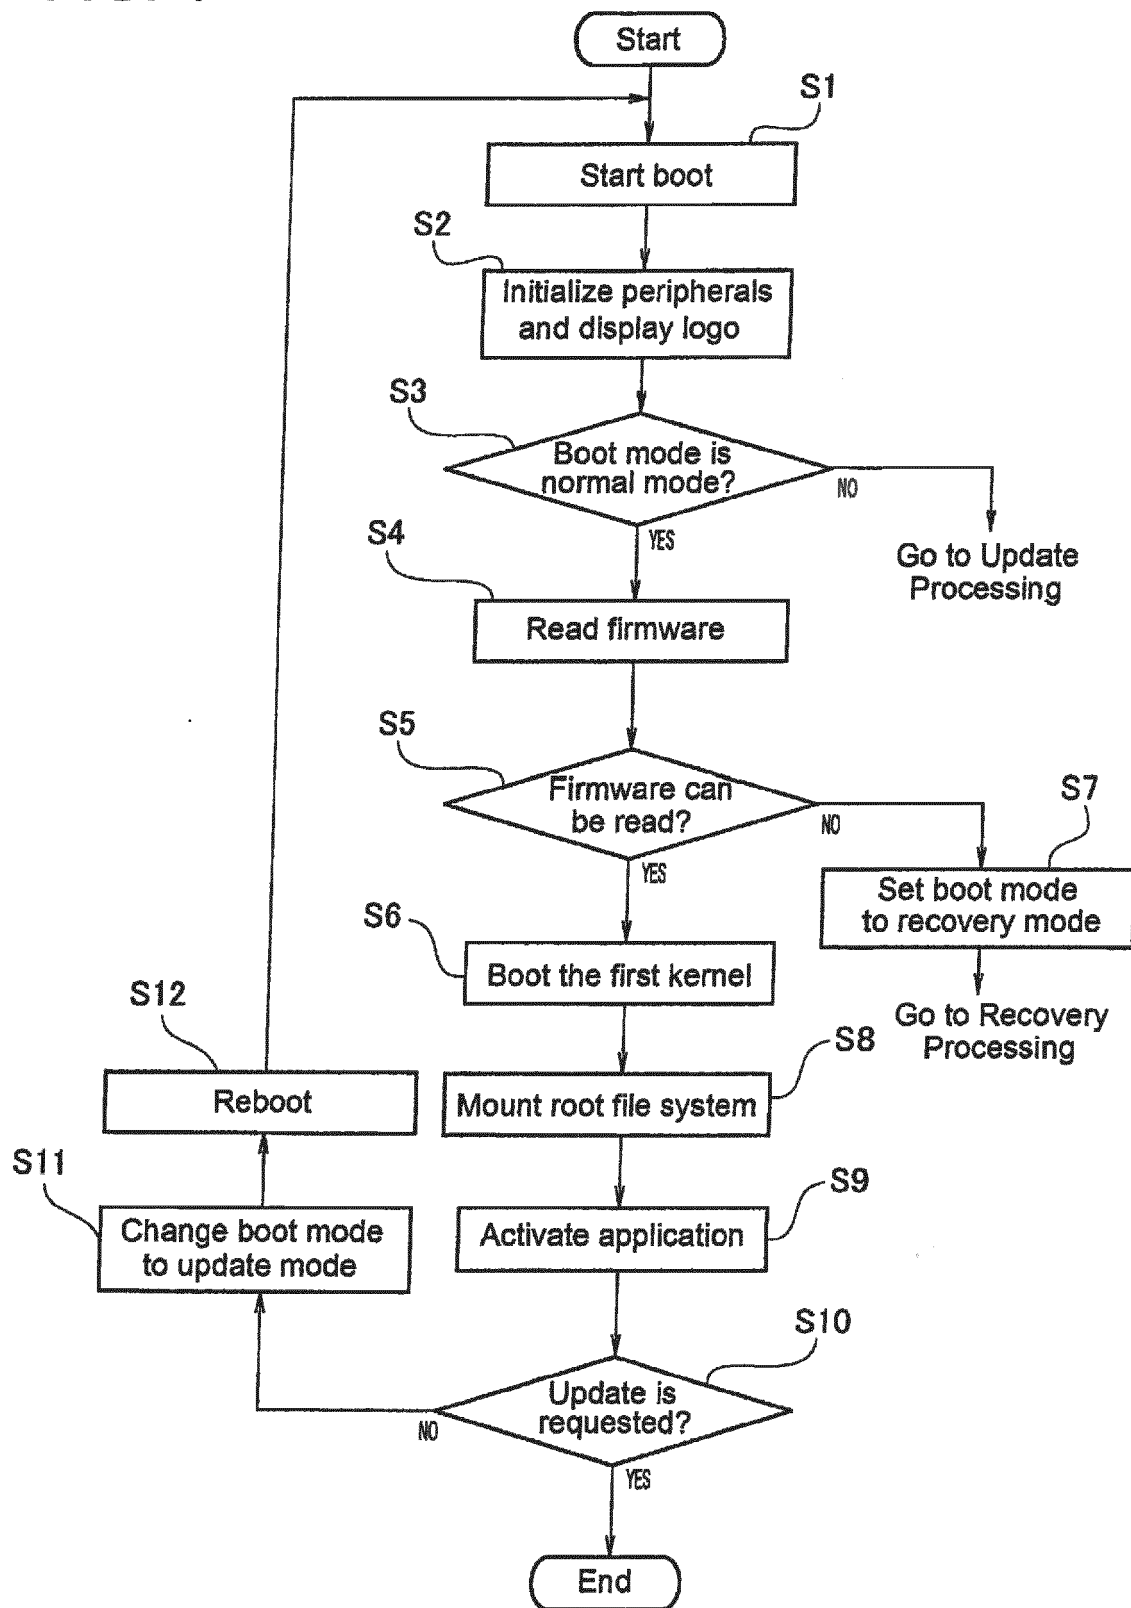 Start
S1
Start boot
S2
Initialize peripherals
and display logo
S3
Boot mode is
normal mode?
NO
YES
Go to Update
Processing
S4
Read firmware
S5
Firmware can
be read?
NO
YES
S7
Set boot mode
to recovery mode
Go to Recovery
Processing
S6
Boot the first kernel
S8
Mount root file system
S12
Reboot
S11
Change boot mode
to update mode
S9
Activate application
S10
Update is
requested?
NO
YES
End